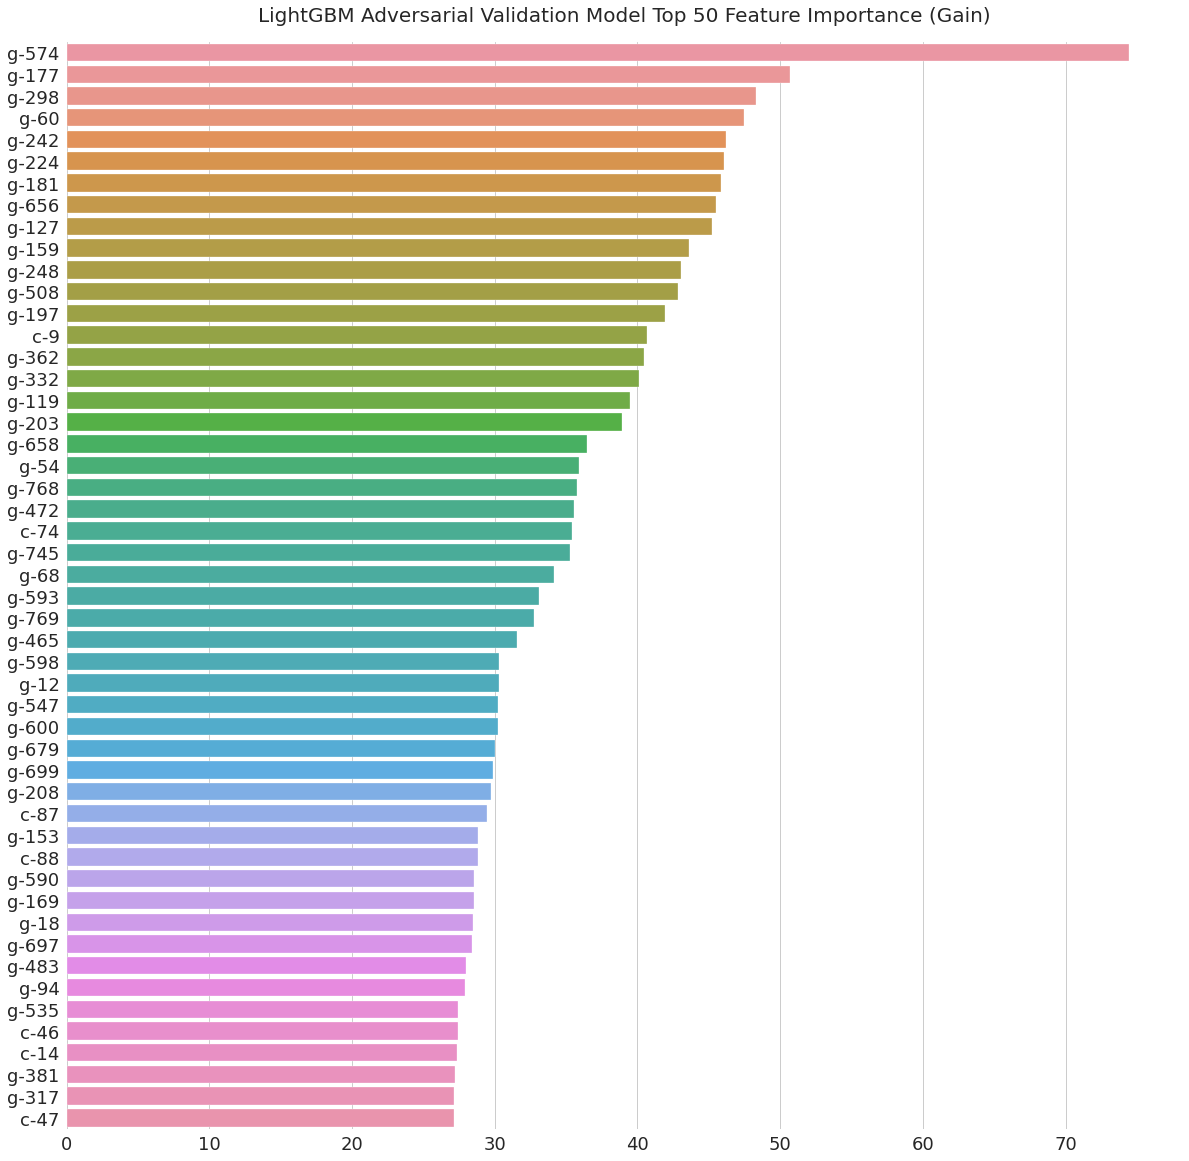 LightGBM Adversarial Validation Model Top 50 Feature Importance (Gain)
g-574
g-177
g-298
g-60
g-242
g-224
g-181
g-656
g-127
g-159
g-248
g-508
g-197
c-9
g-362
g-332
g-119
g-203
g-658
g-54
g-768
g-472
c-74
g-745
g-68
g-593
g-769
g-465
g-598
g-12
g-547
g-600
g-679
g-699
g-208
c-87
g-153
c-88
g-590
g-169
g-18
g-697
g-483
g-94
g-535
c-46
c-14
g-381
g-317
c-47
0 10 20 30 40 50 60 70